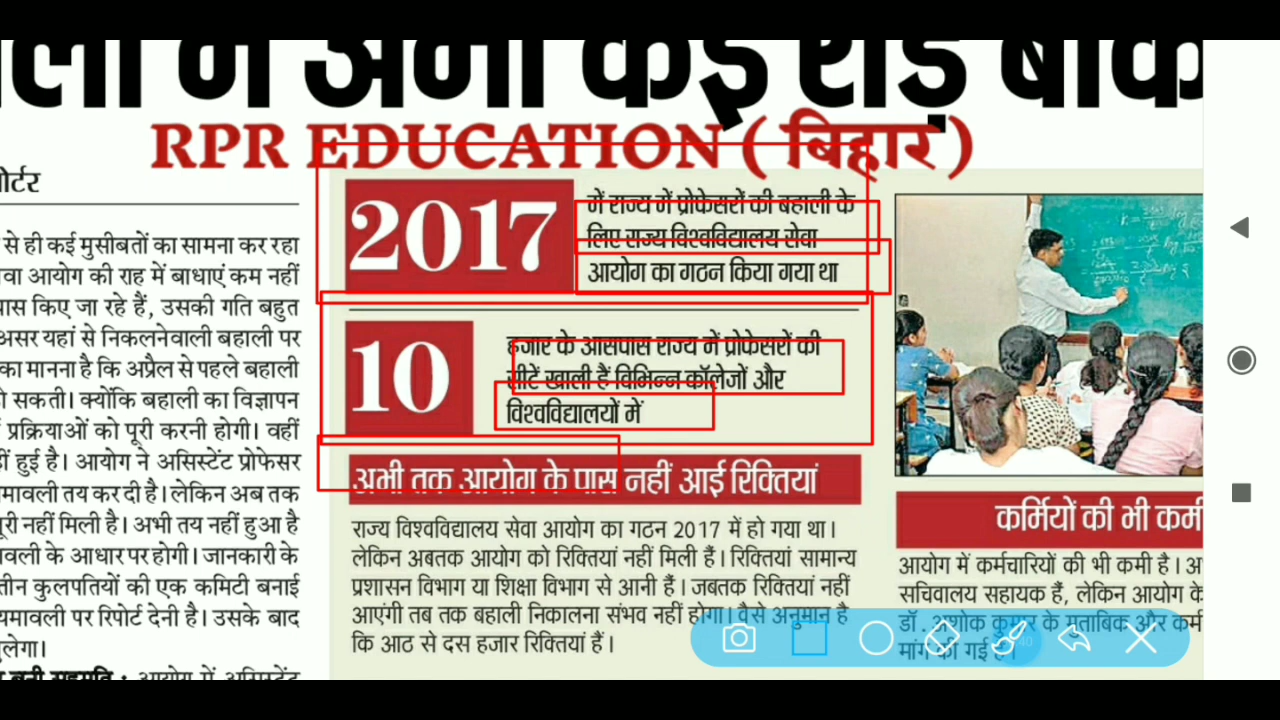 RPR EDUCATION ( बिहार )
से ही कई मुसीबतों का सामना कर रहा
आयोग की राह में बाधाएं कम नहीं
किए जा रहे हैं, उसकी गति बहुत
असर यहां से निकलनेवाली बहाली पर
का मानना है कि अप्रैल से पहले बहाली
सकती। क्योंकि बहाली का विज्ञापन
प्रक्रियाओं को पूरी करनी होगी। वहीं
हुई है। आयोग ने असिस्टेंट प्रोफेसर
तय कर दी है। लेकिन अब तक
नहीं मिली है। अभी तय नहीं हुआ है
के आधार पर होगी। जानकारी के
तीन कुलपतियों की एक कमिटी बनाई
पर रिपोर्ट देनी है। उसके बाद
2017 में राज्य में प्रोफेसरों की बहाली के
लिए राज्य विश्वविद्यालय सेवा
आयोग का गठन किया गया था
10 हजार के आसपास राज्य में प्रोफेसरों की
सीटें खाली हैं विभिन्न कॉलेजों और
विश्वविद्यालयों में
अभी तक आयोग के पास नहीं आई रिक्तियां
राज्य विश्वविद्यालय सेवा आयोग का गठन 2017 में हो गया था।
लेकिन अबतक आयोग को रिक्तियां नहीं मिली हैं। रिक्तियां सामान्य
प्रशासन विभाग या शिक्षा विभाग से आनी हैं। जबतक रिक्तियां नहीं
आएंगी तब तक बहाली निकालना संभव नहीं होगा। वैसे अनुमान है
कि आठ से दस हजार रिक्तियां हैं।
कर्मियों की भी कमी
आयोग में कर्मचारियों की भी कमी है।
सचिवालय सहायक हैं, लेकिन आयोग के
डॉ. अशोक कुमार के मुताबिक और कर्म
मांग की गई है।